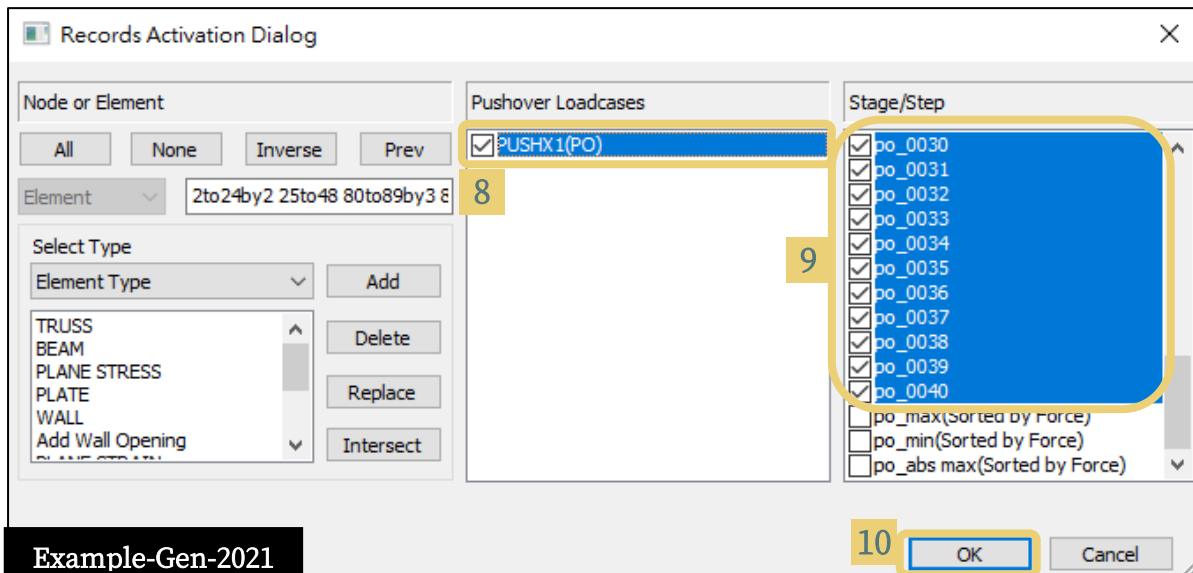 Records Activation Dialog
Node or Element
All None Inverse Prev
Element 2to24by2 25to48 80to89by3 8
Select Type
Element Type Add
TRUSS
BEAM
PLANE STRESS
PLATE
WALL
Add Wall Opening
PLANE STRAIN
Delete
Replace
Intersect
Pushover Loadcases
PUSHX1(PO)
8
Stage/Step
po_0030
po_0031
po_0032
po_0033
po_0034
po_0035
po_0036
po_0037
po_0038
po_0039
po_0040
po_max(Sorted by Force)
po_min(Sorted by Force)
po_abs max(Sorted by Force)
9
10
OK Cancel
Example-Gen-2021